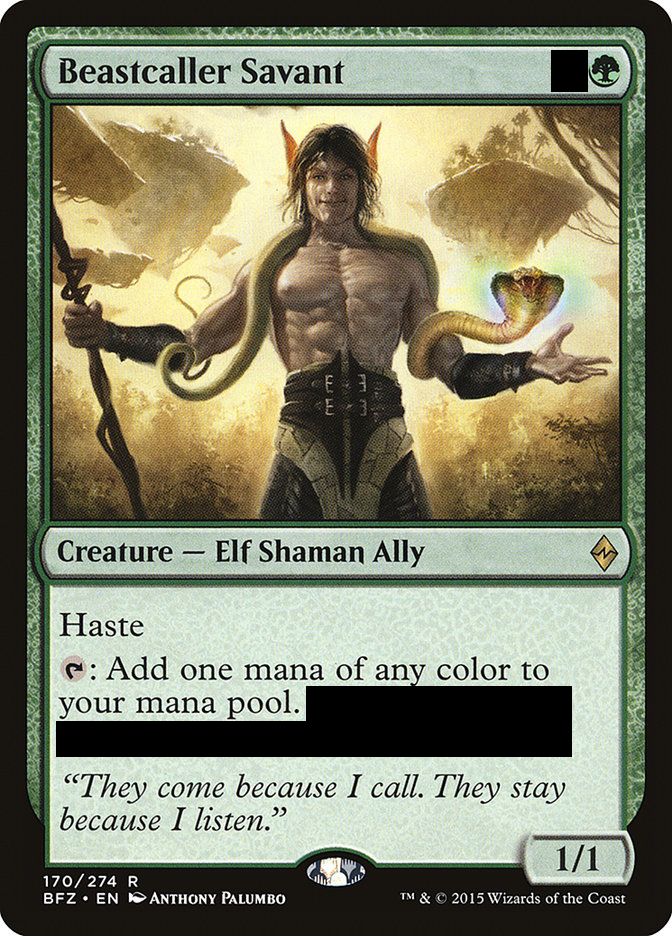 Beastcaller Savant
Creature — Elf Shaman Ally
Haste
: Add one mana of any color to
your mana pool.
“They come because I call. They stay
because I listen.”
1/1
170/274 R
BFZ • EN Anthony Palumbo
™ & © 2015 Wizards of the Coast